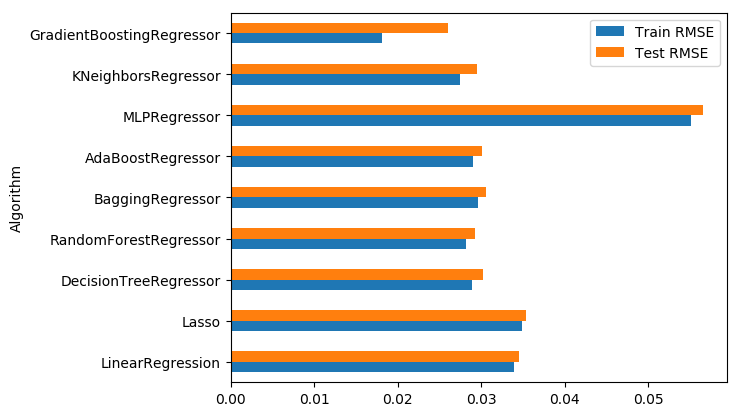 GradientBoostingRegressor
KNeighborsRegressor
MLPRegressor
AdaBoostRegressor
BaggingRegressor
RandomForestRegressor
DecisionTreeRegressor
Lasso
LinearRegression
Algorithm
Train RMSE
Test RMSE
0.00 0.01 0.02 0.03 0.04 0.05